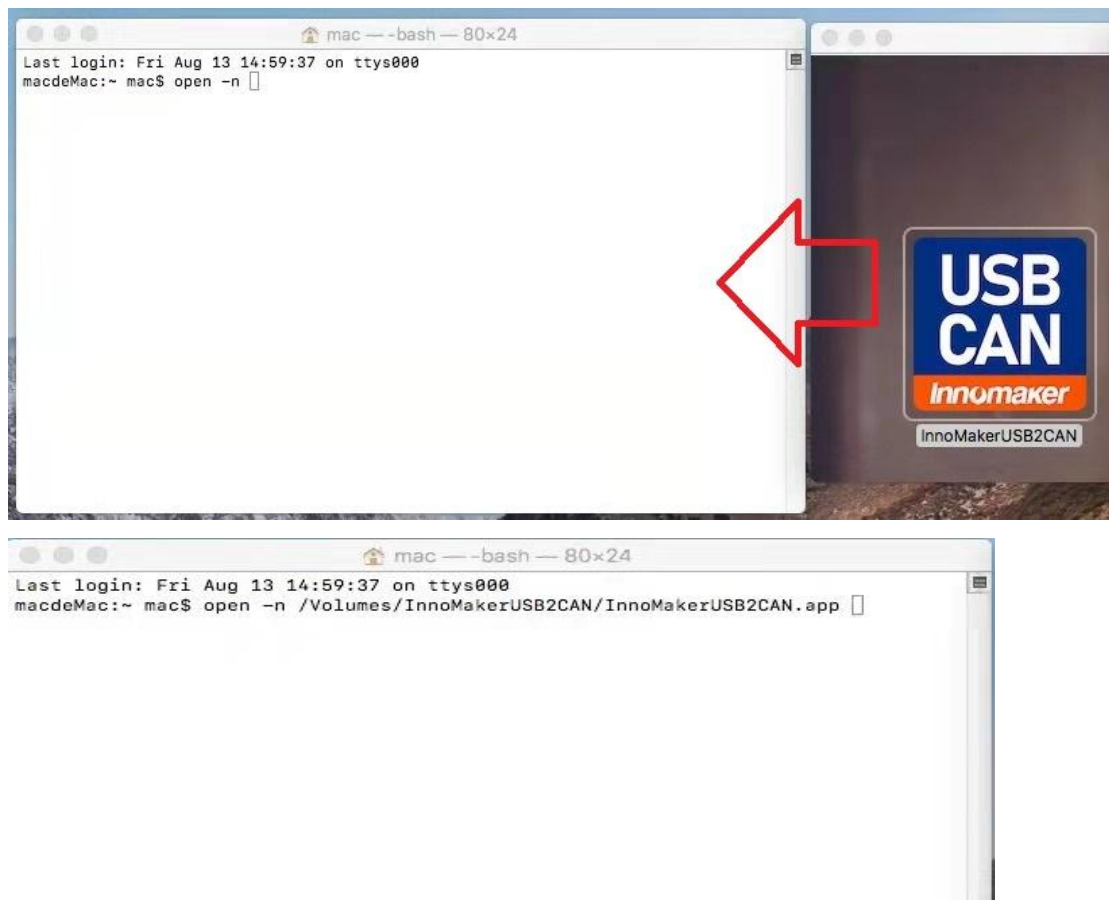 mac — -bash — 80×24
Last login: Fri Aug 13 14:59:37 on ttys000
macdeMac:~ mac$ open -n
USB
CAN
Innomaker
InnoMakerUSB2CAN
mac — -bash — 80×24
Last login: Fri Aug 13 14:59:37 on ttys000
macdeMac:~ mac$ open -n /Volumes/InnoMakerUSB2CAN/InnoMakerUSB2CAN.app